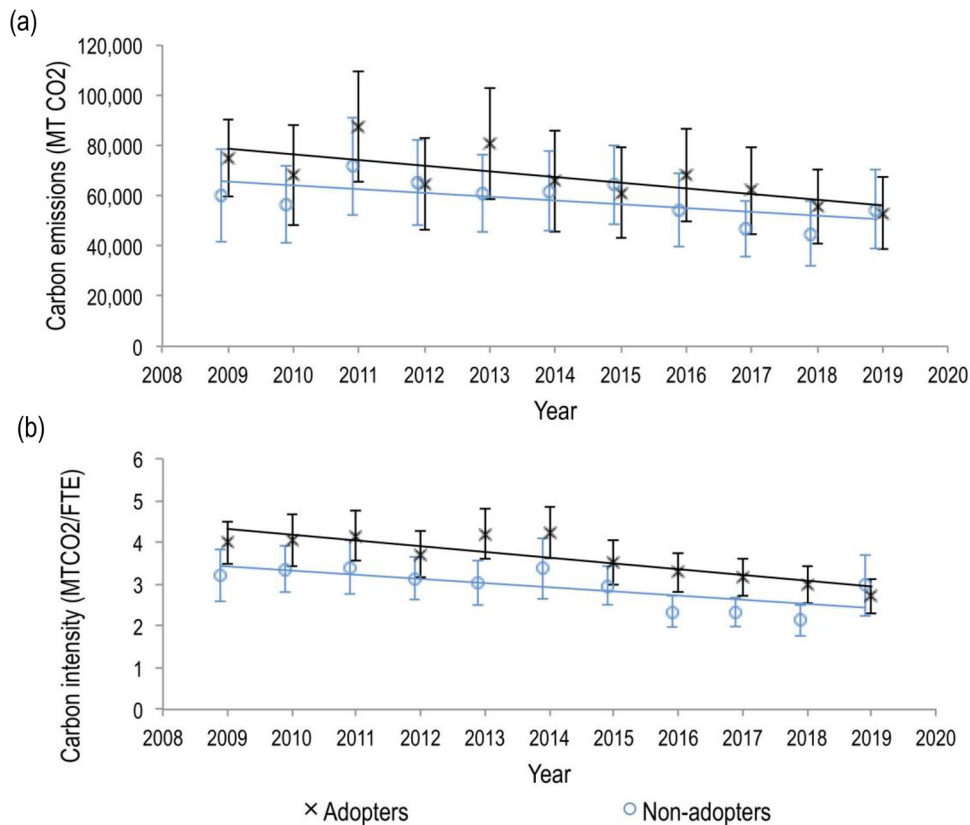 (a)
Carbon emissions (MT CO2)
120,000
100,000
80,000
60,000
40,000
20,000
0
2008 2009 2010 2011 2012 2013 2014 2015 2016 2017 2018 2019 2020
Year
(b)
Carbon intensity (MTCO2/FTE)
6
5
4
3
2
1
0
2008 2009 2010 2011 2012 2013 2014 2015 2016 2017 2018 2019 2020
Year
Adopters
Non-adopters